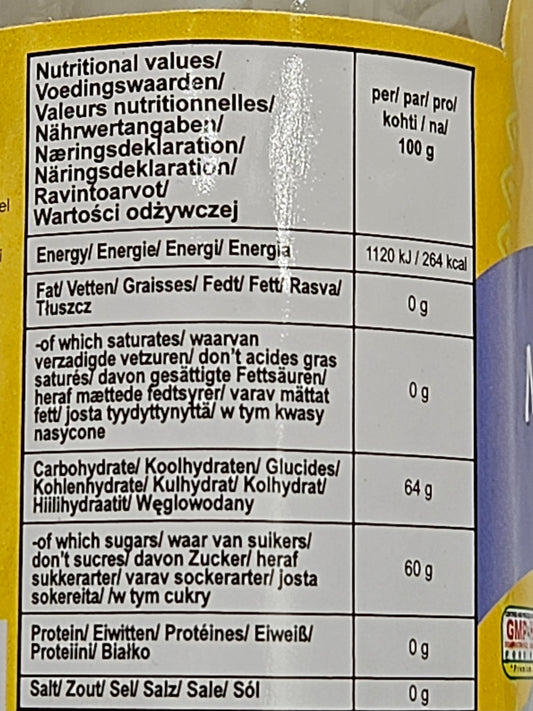 Nutritional values/
Voedingswaarden/
Valeurs nutritionnelles/
Nährwertangaben/
Næringsdeklaration/
Näringsdeklaration/
Ravintoarvot/
Wartości odżywczej
per/ par/ pro/
kohti / na/
100 g
Energy/ Energie/ Energi/ Energia
1120 kJ / 264 kcal
Fat/ Vetten/ Graisses/ Fedt/ Fett/ Rasva/
Tłuszcz
0 g
-of which saturates/ waarvan
verzadigde vetzuren/ don't acides gras
saturés/ davon gesättigte Fettsäuren/
heraf mættede fedtsyrer/ varav mättat
fett/ josta tyydyttynyttä/ w tym kwasy
nasycone
0 g
Carbohydrate/ Koolhydraten/ Glucides/
Kohlenhydrate/ Kulhydrat/ Kolhydrat/
Hiilihydraatit/ Węglowodany
64 g
-of which sugars/ waar van suikers/
don't sucres/ davon Zucker/ heraf
sukkerarter/ varav sockerarter/ josta
sokereita/ /w tym cukry
60 g
Protein/ Eiwitten/ Protéines/ Eiweiß/
Proteiini/ Białko
0 g
Salt/ Zout/ Sel/ Salz/ Sale/ Sól
0 g
el
GMP